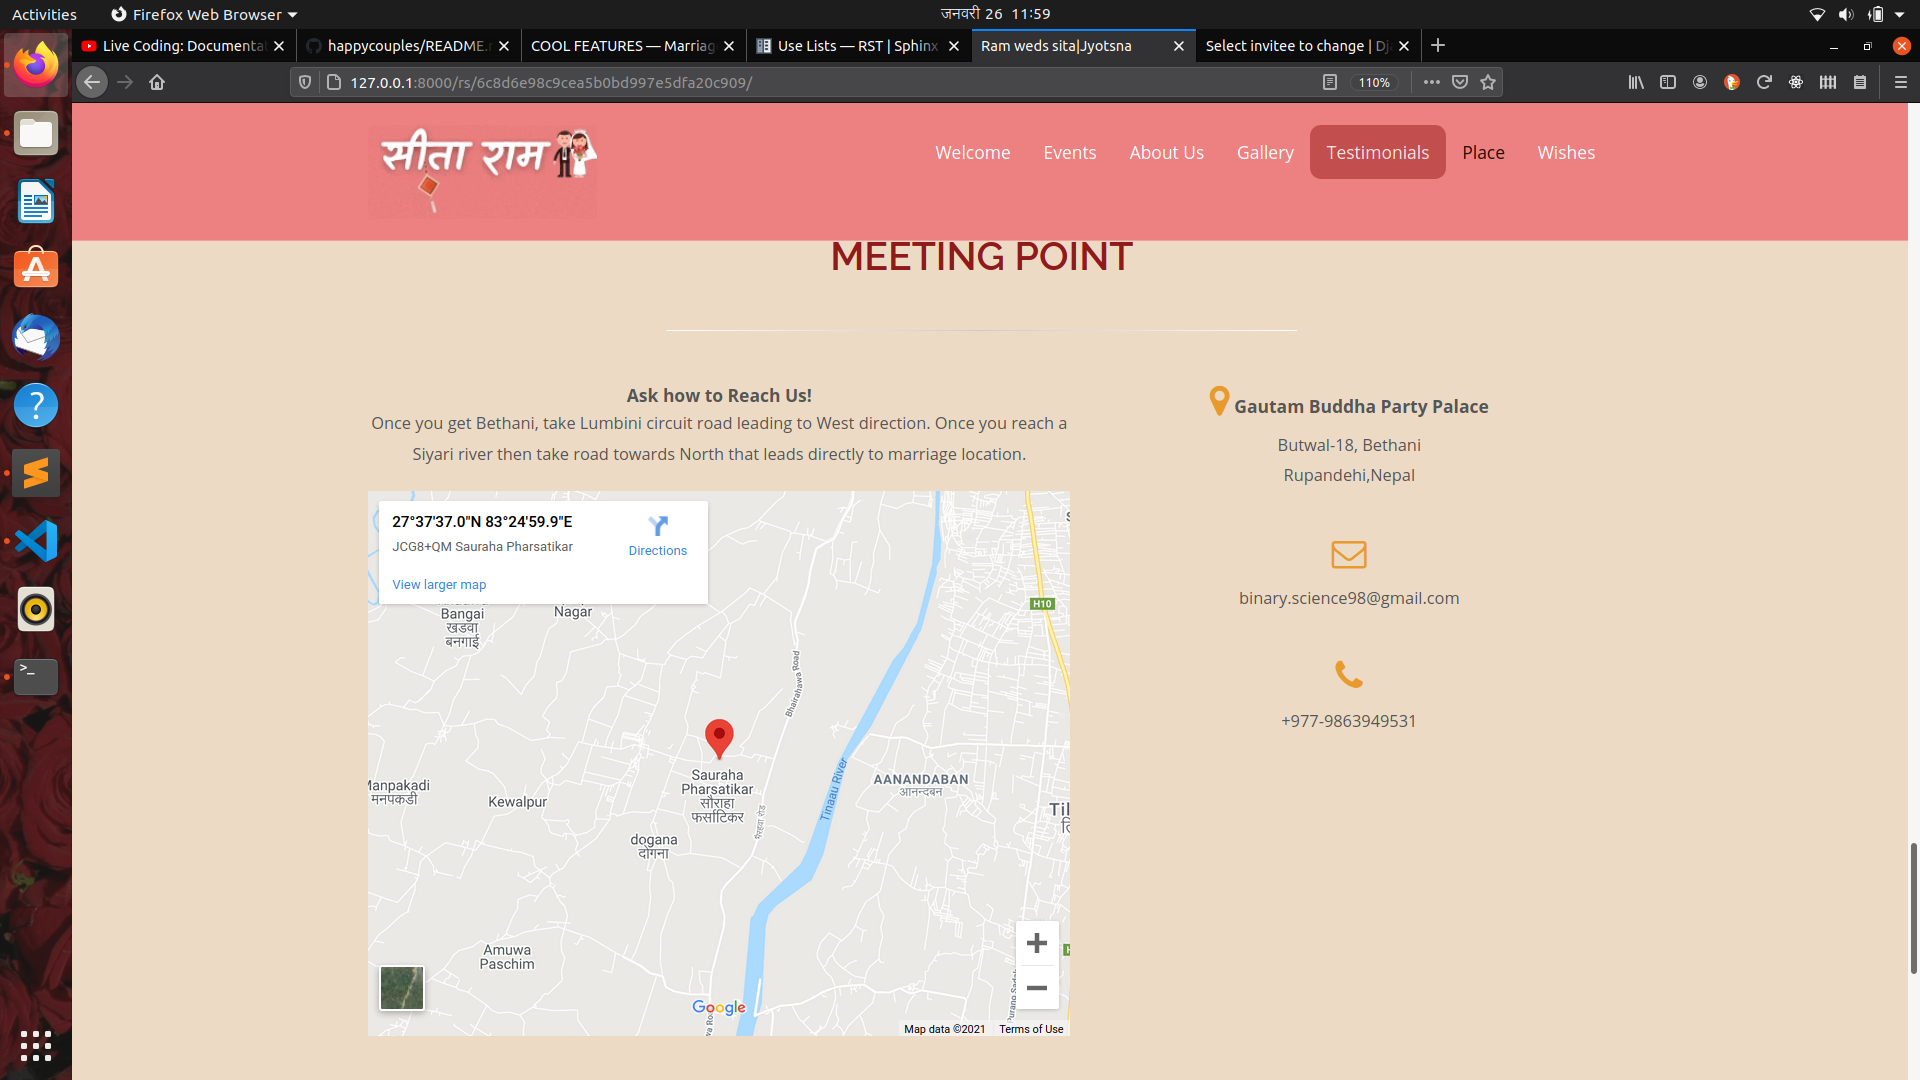 Activities
Firefox Web Browser
जनवरी 26 11:59
Live Coding: Documenta
happycouples/README.
COOL FEATURES — Marriag
Use Lists — RST | Sphinx
Ram weds sita|Jyotsna
Select invitee to change | Dj
127.0.0.1:8000/rs/6c8d6e98c9cea5b0bd997e5dfa20c909/
110%
सीता राम
Welcome
Events
About Us
Gallery
Testimonials
Place
Wishes
MEETING POINT
Ask how to Reach Us!
Once you get Bethani, take Lumbini circuit road leading to West direction. Once you reach a
Siyari river then take road towards North that leads directly to marriage location.
27°37'37.0"N 83°24'59.9"E
JCG8+QM Sauraha Pharsatikar
Directions
View larger map
Bangai
खडवा
बनगाई
Nagar
H10
Bhairahawa Road
Sauraha
Pharsatikar
सौराहा
फर्साटिकर
Manpakadi
मनपकडी
Kewalpur
dogana
दोगना
भैरहवा रोड
Tinaau River
AANANDABAN
आनन्दबन
Amuwa
Paschim
Google
Map data ©2021
Terms of Use
Gautam Buddha Party Palace
Butwal-18, Bethani
Rupandehi,Nepal
binary.science98@gmail.com
+977-9863949531